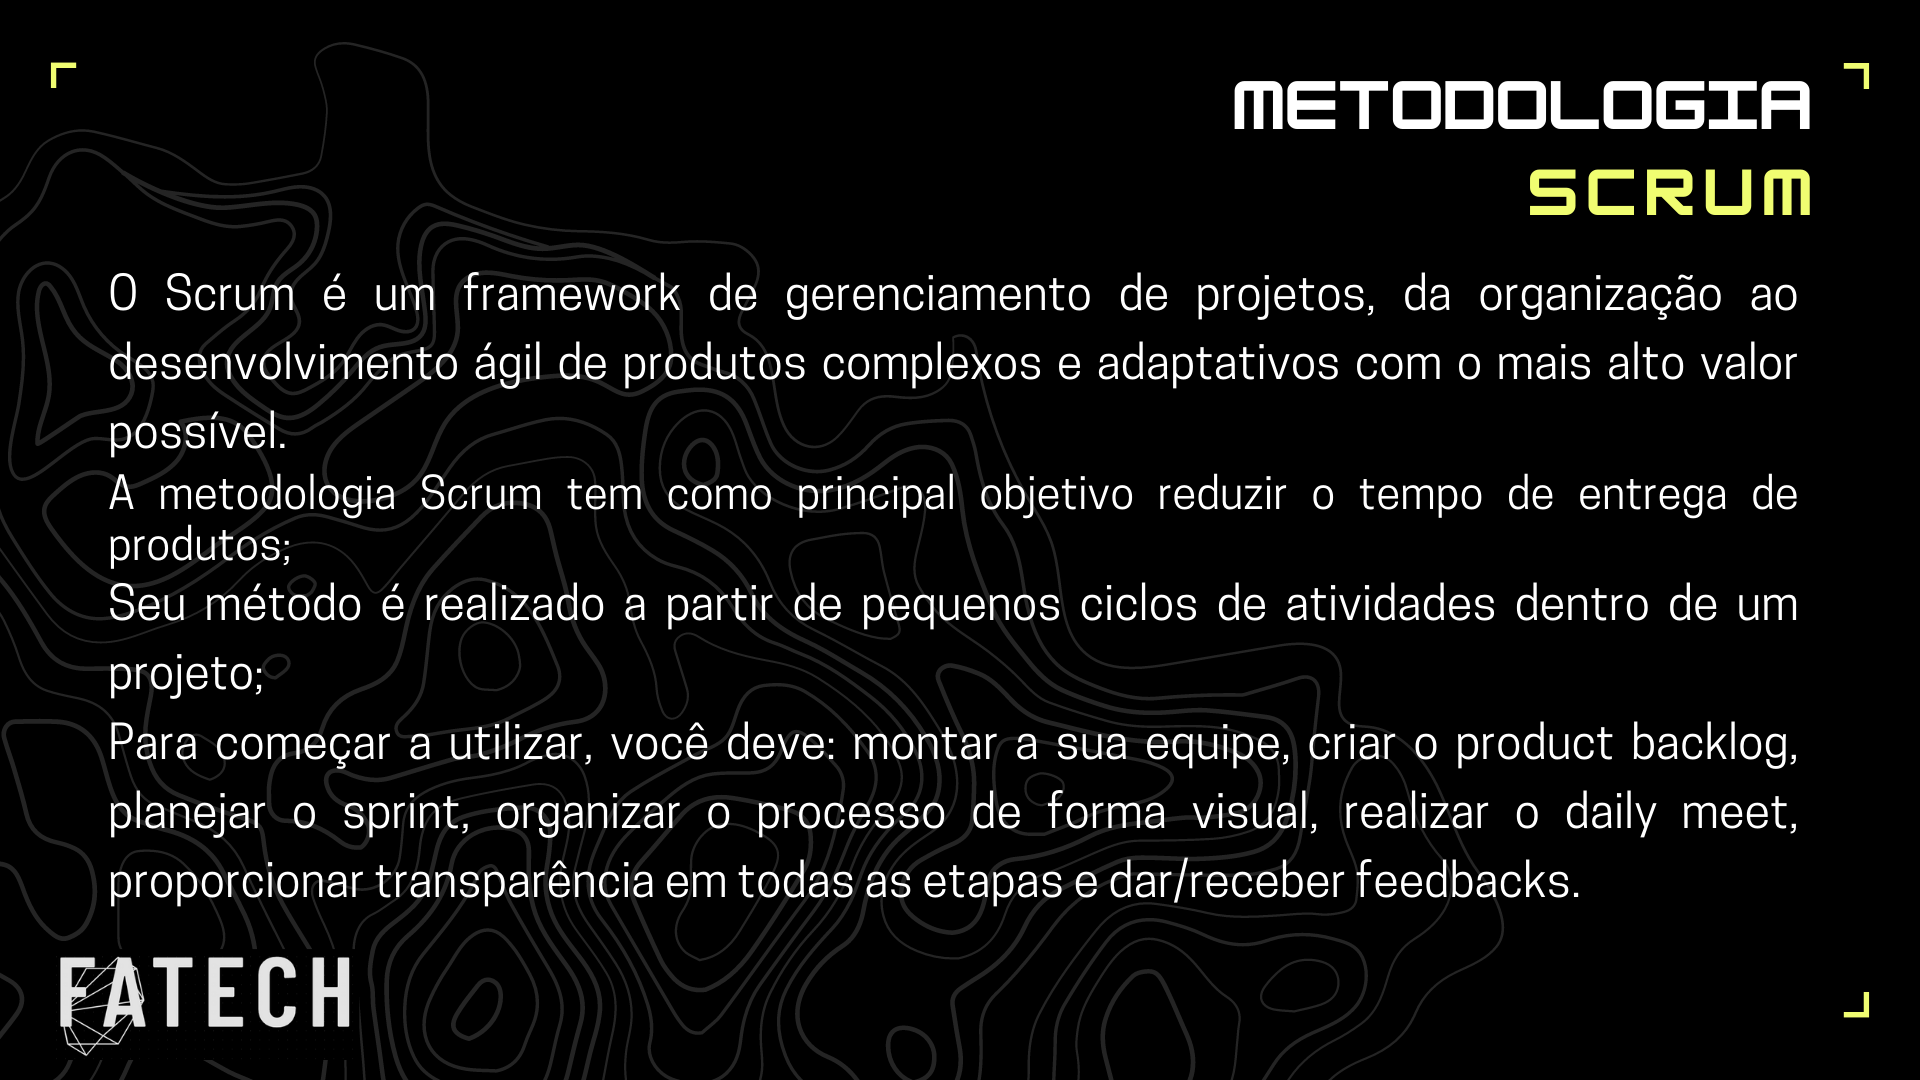 METODOLOGIA
SCRUM
O Scrum é um framework de gerenciamento de projetos, da organização ao
desenvolvimento ágil de produtos complexos e adaptativos com o mais alto valor
possível.
A metodologia Scrum tem como principal objetivo reduzir o tempo de entrega de
produtos;
Seu método é realizado a partir de pequenos ciclos de atividades dentro de um
projeto;
Para começar a utilizar, você deve: montar a sua equipe, criar o product backlog,
planejar o sprint, organizar o processo de forma visual, realizar o daily meet,
proporcionar transparência em todas as etapas e dar/receber feedbacks.
FATECH